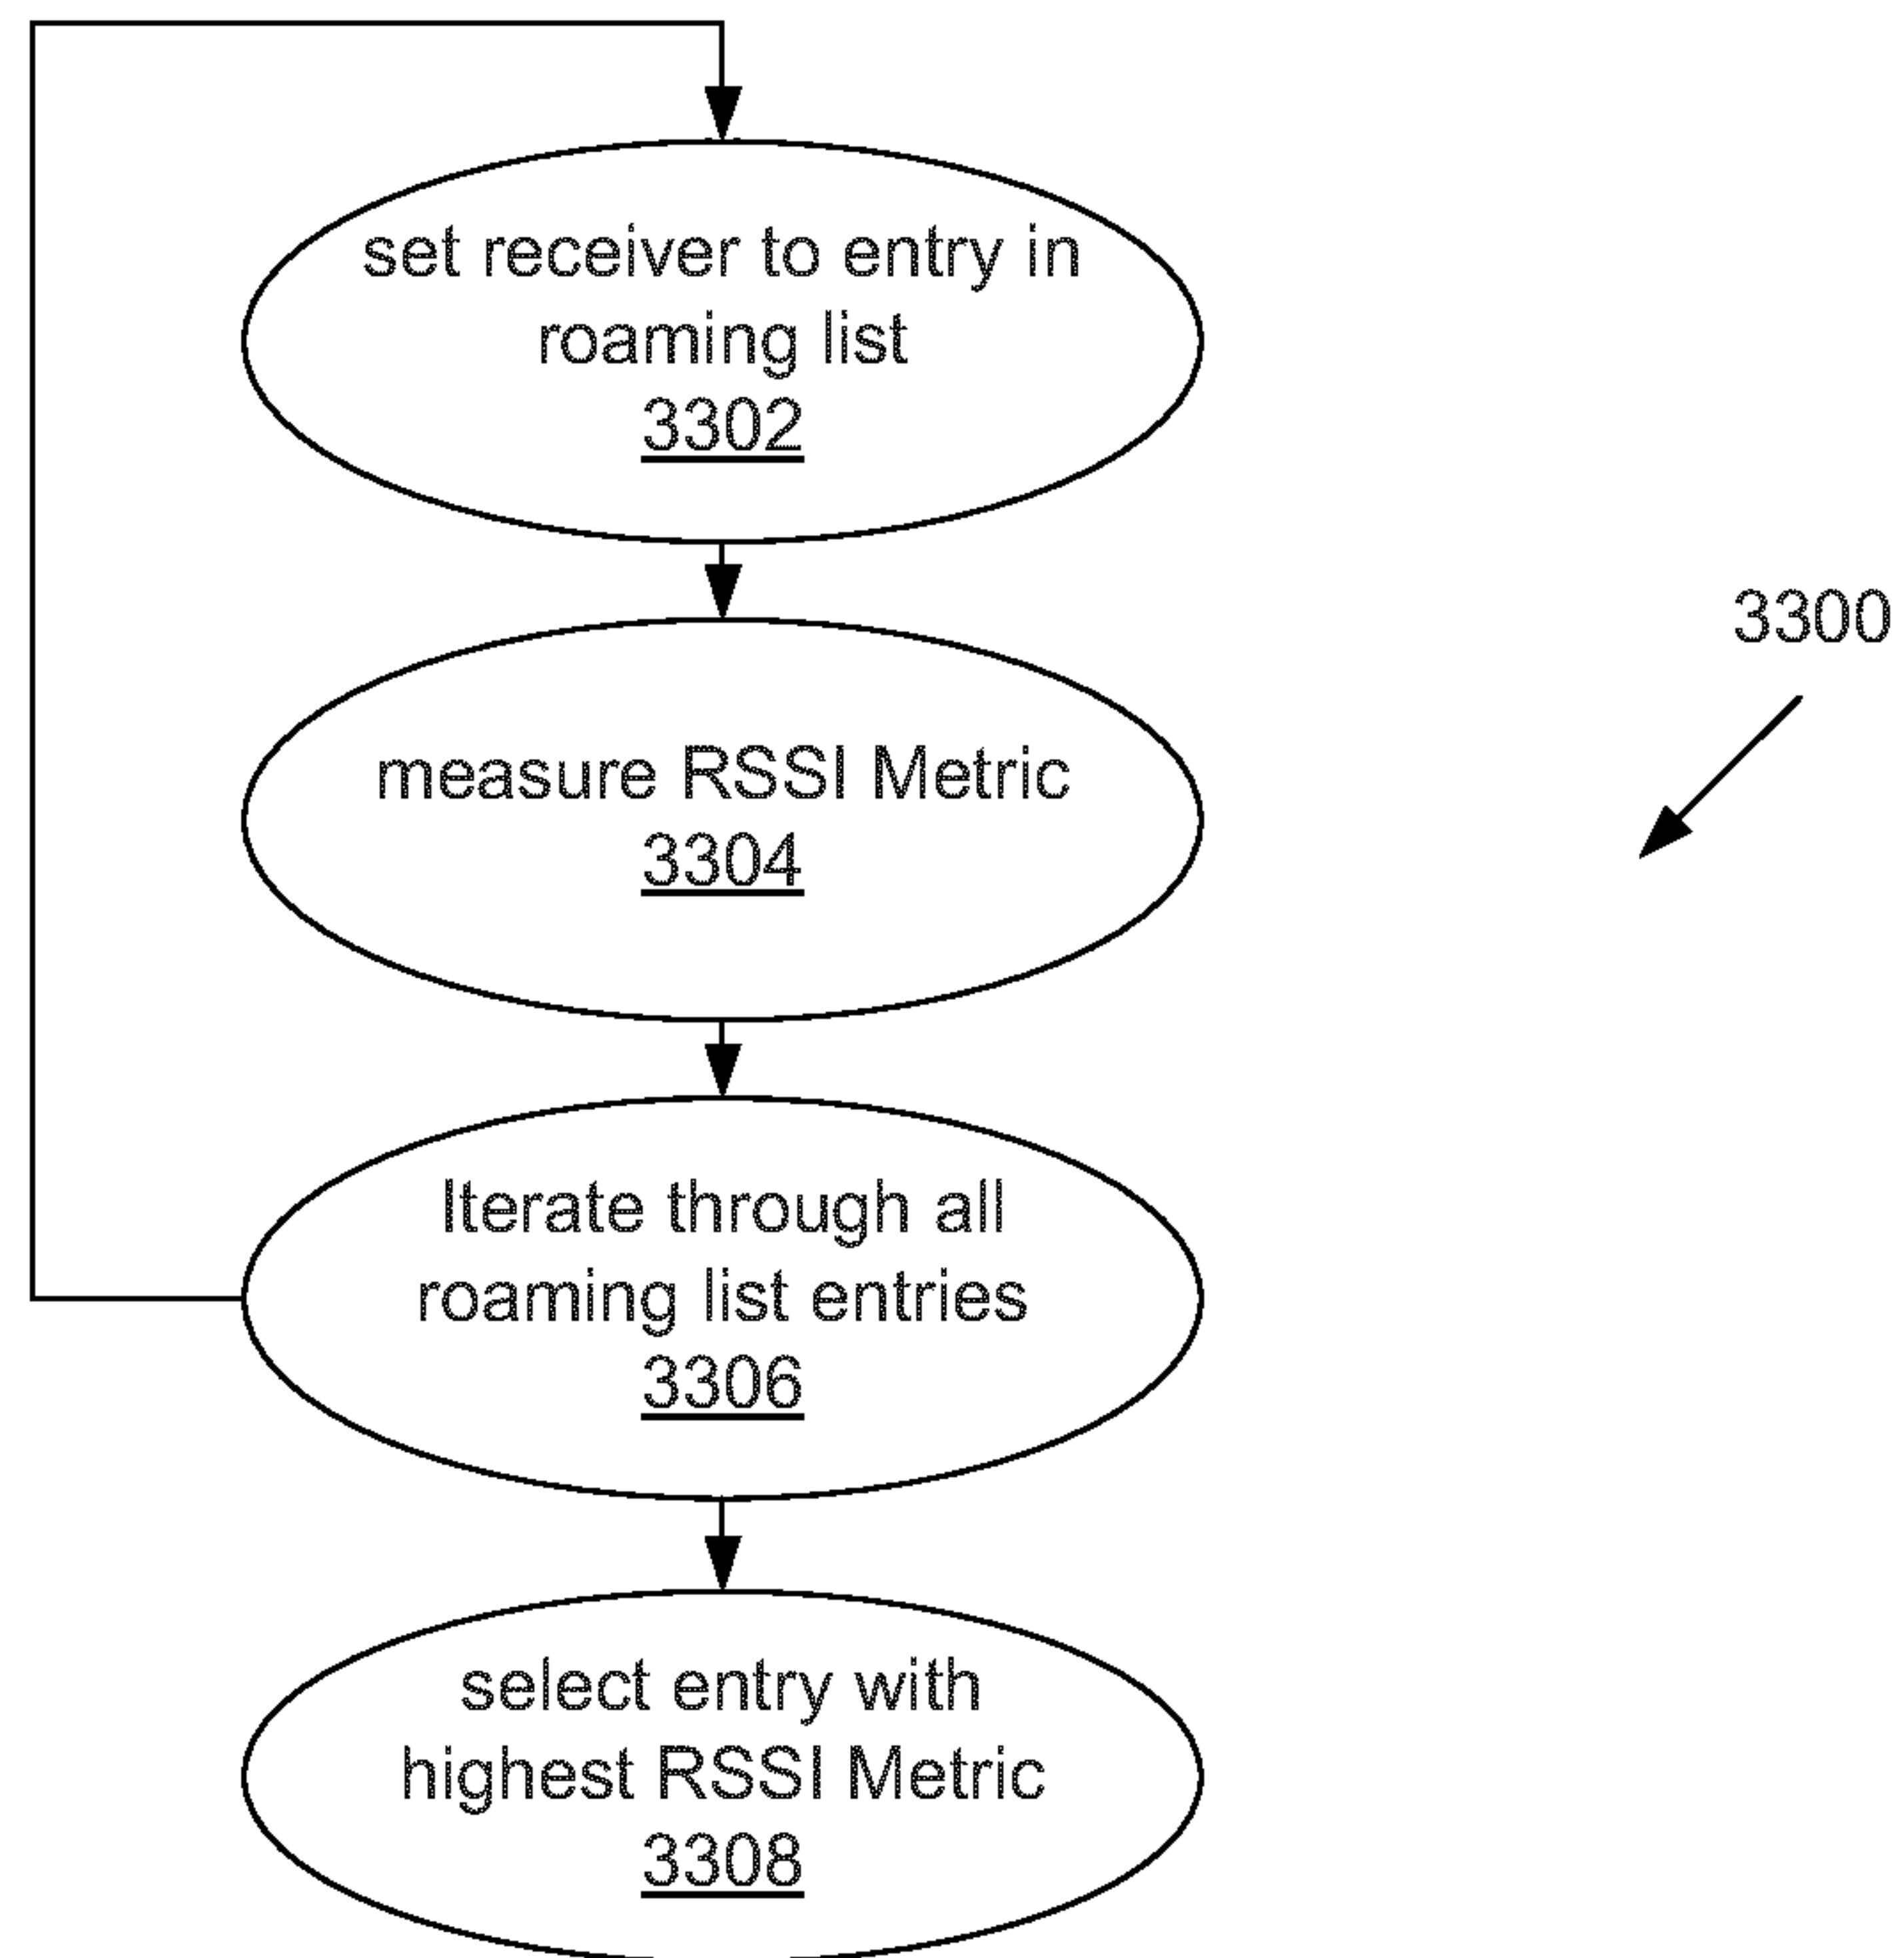 set receiver to entry in
roaming list
3302
3300
measure RSSI Metric
3304
Iterate through all
roaming list entries
3306
select entry with
highest RSSI Metric
3308